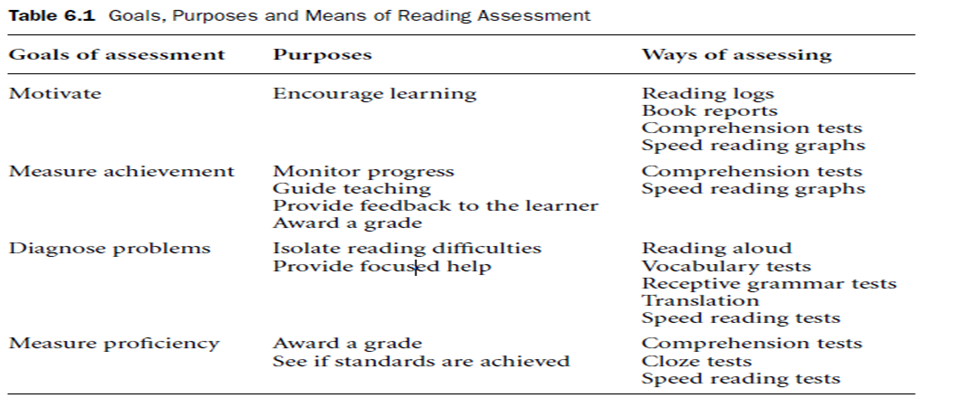 Table 6.1 Goals, Purposes and Means of Reading Assessment
Goals of assessment Purposes Ways of assessing
Motivate Encourage learning Reading logs
Book reports
Comprehension tests
Speed reading graphs
Measure achievement Monitor progress Comprehension tests
Guide teaching Speed reading graphs
Provide feedback to the learner
Award a grade
Diagnose problems Isolate reading difficulties Reading aloud
Provide focused help Vocabulary tests
Receptive grammar tests
Translation
Speed reading tests
Measure proficiency Award a grade Comprehension tests
See if standards are achieved Cloze tests
Speed reading tests